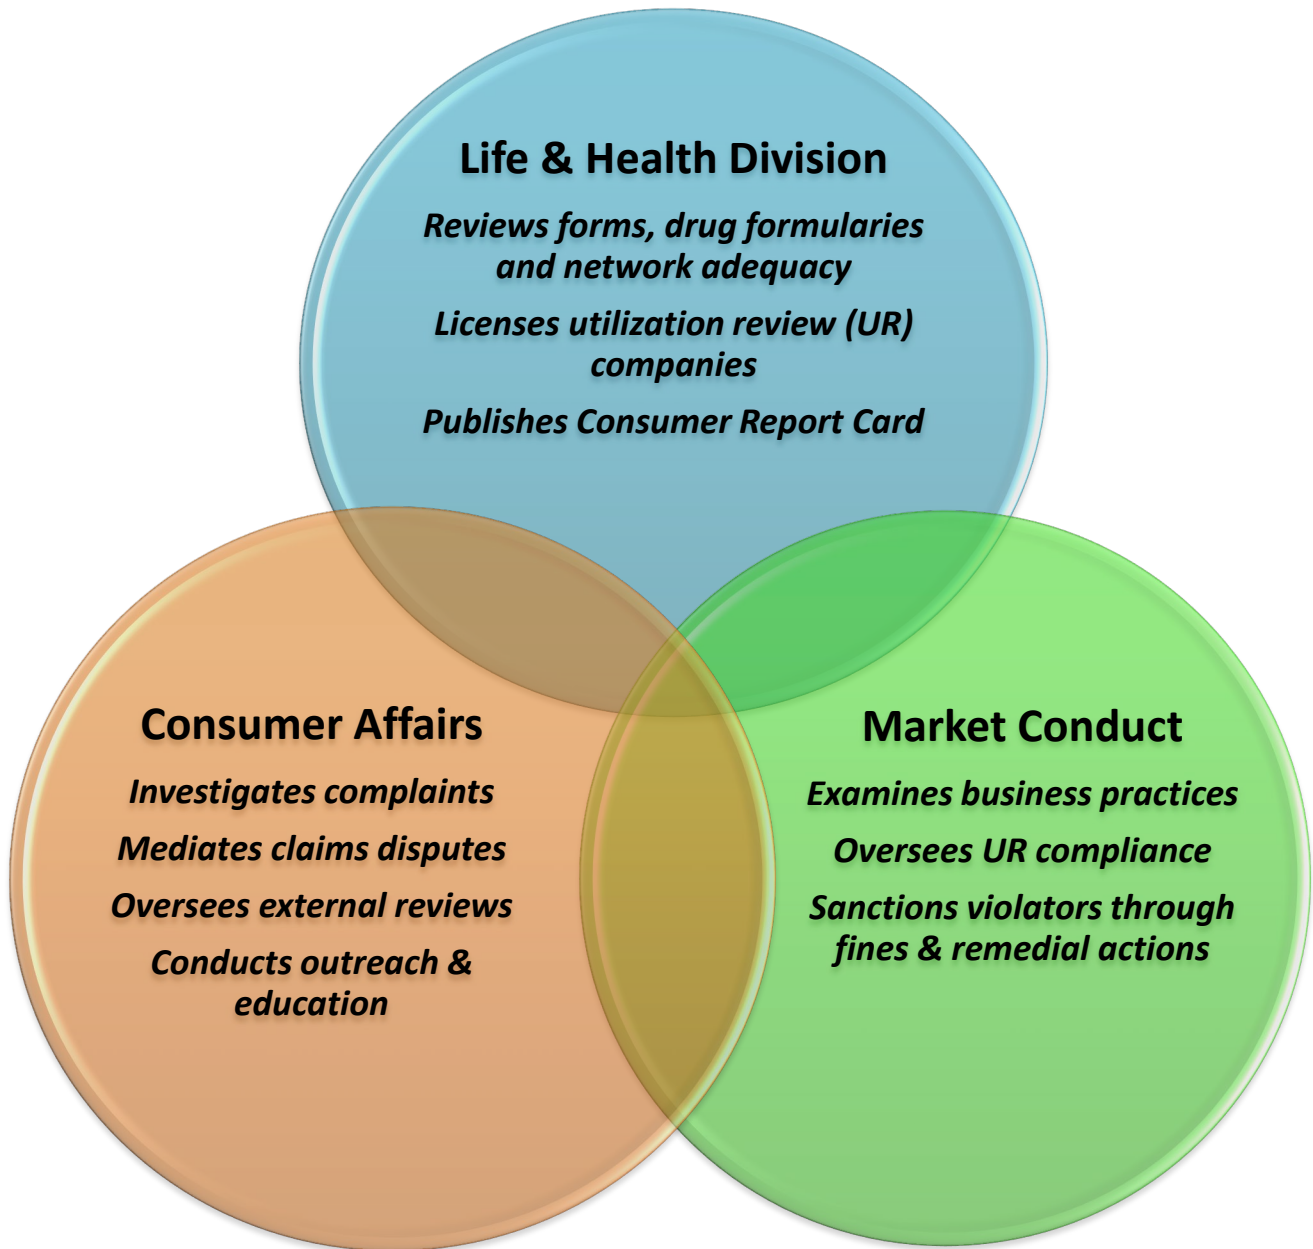 Life & Health Division
Reviews forms, drug formularies
and network adequacy
Licenses utilization review (UR)
companies
Publishes Consumer Report Card
Consumer Affairs
Investigates complaints
Mediates claims disputes
Oversees external reviews
Conducts outreach &
education
Market Conduct
Examines business practices
Oversees UR compliance
Sanctions violators through
fines & remedial actions